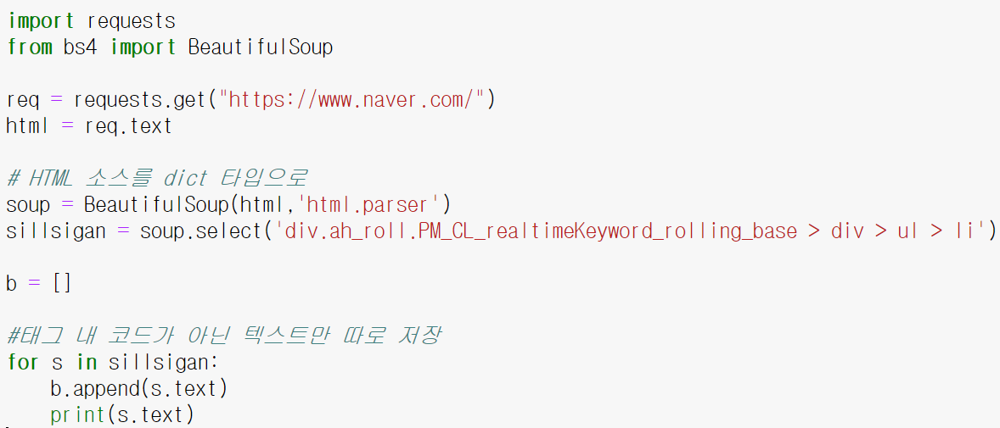 import requests
from bs4 import BeautifulSoup
req = requests.get("https://www.naver.com/")
html = req.text
# HTML 소스를 dict 타입으로
soup = BeautifulSoup(html,'html.parser')
sillsigan = soup.select('div.ah_roll.PM_CL_realtimeKeyword_rolling_base > div > ul > li')
b = []
#태그 내 코드가 아닌 텍스트만 따로 저장
for s in sillsigan:
    b.append(s.text)
    print(s.text)